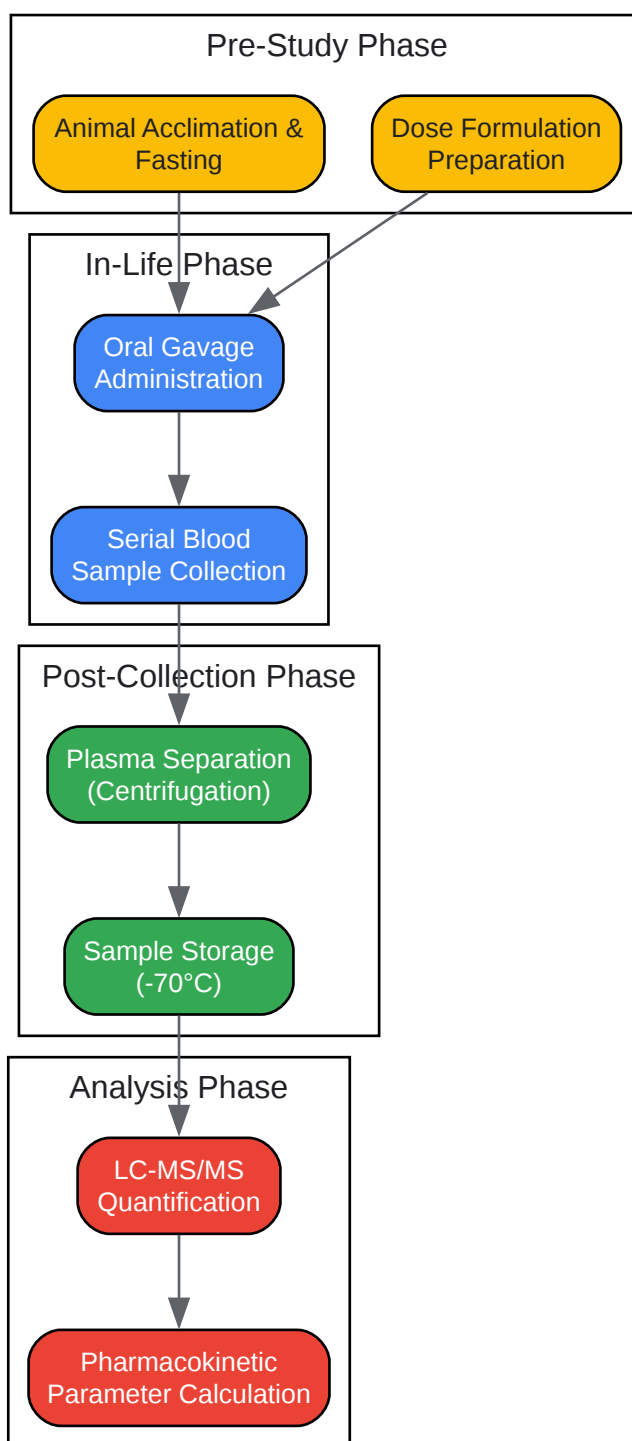 Pre-Study Phase
Animal Acclimation &
Fasting
Dose Formulation
Preparation
In-Life Phase
Oral Gavage
Administration
Serial Blood
Sample Collection
Post-Collection Phase
Plasma Separation
(Centrifugation)
Sample Storage
(-70°C)
Analysis Phase
LC-MS/MS
Quantification
Pharmacokinetic
Parameter Calculation